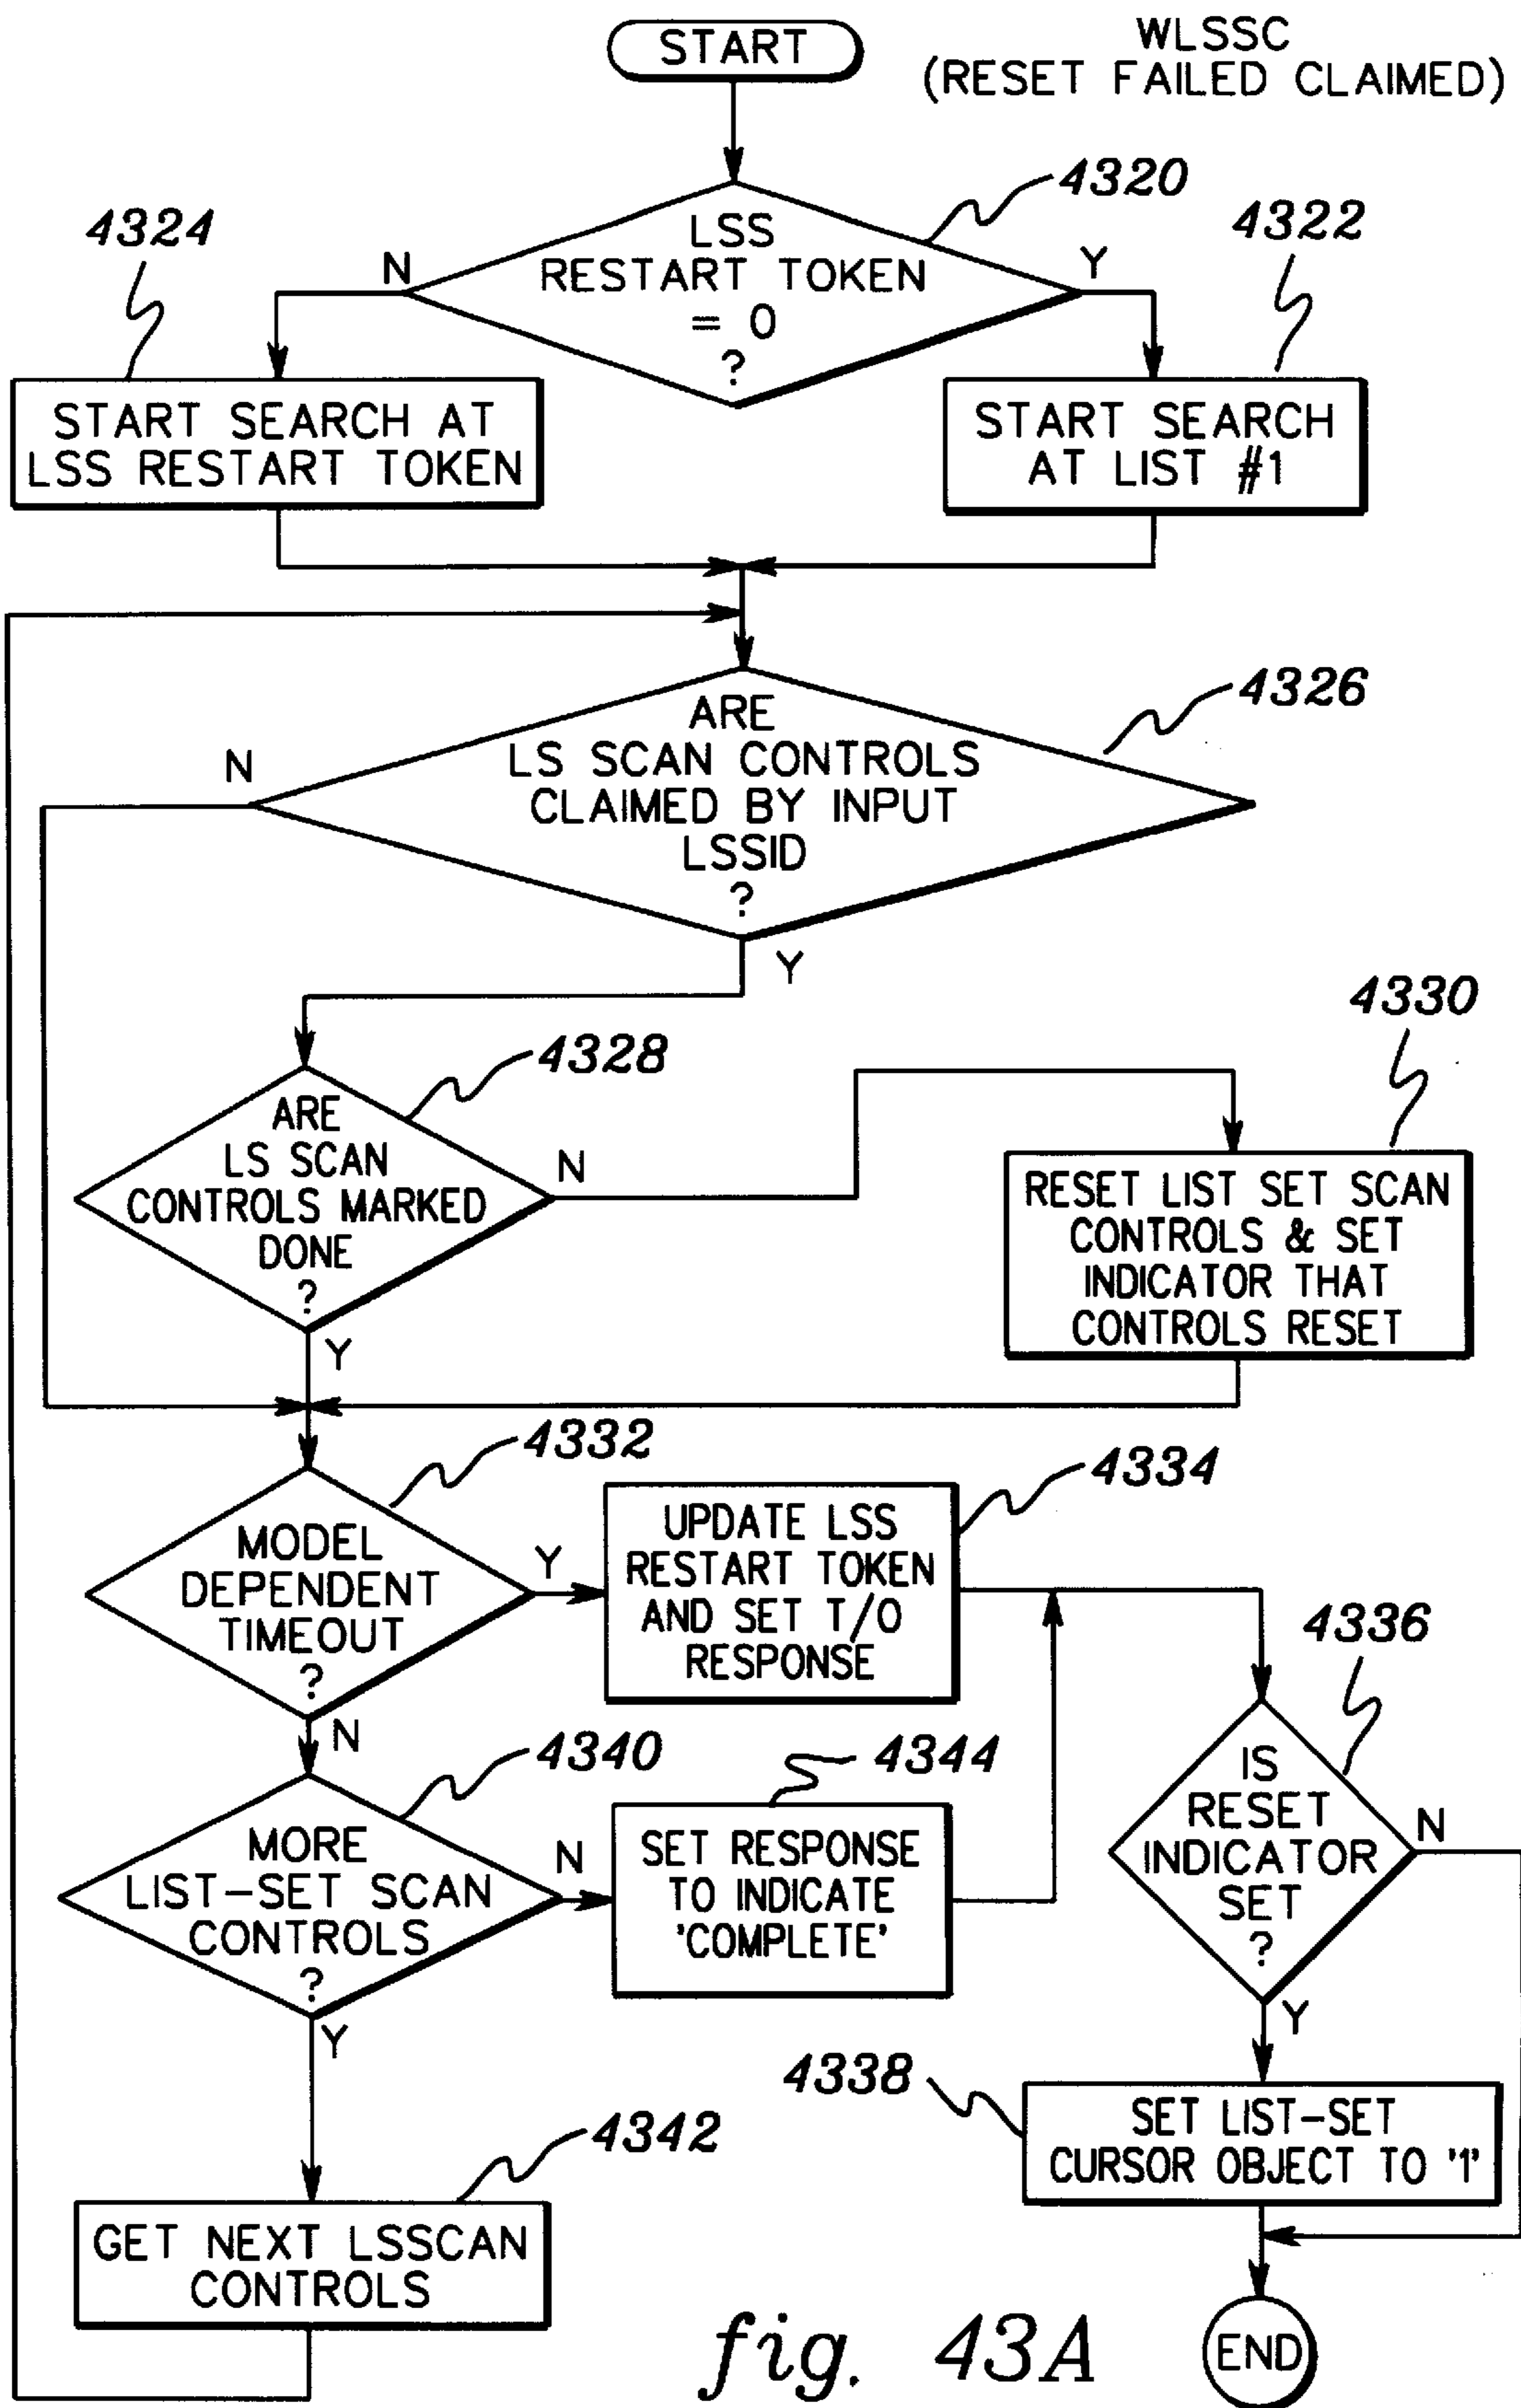 START
WLSSC
(RESET FAILED CLAIMED)
4320
LSS
RESTART TOKEN
= 0
?
N
Y
4324
4322
START SEARCH AT
LSS RESTART TOKEN
START SEARCH
AT LIST #1
4326
ARE
LS SCAN CONTROLS
CLAIMED BY INPUT
LSSID
?
N
Y
4328
ARE
LS SCAN
CONTROLS MARKED
DONE
?
N
Y
4330
RESET LIST SET SCAN
CONTROLS & SET
INDICATOR THAT
CONTROLS RESET
4332
MODEL
DEPENDENT
TIMEOUT
?
Y
N
4334
UPDATE LSS
RESTART TOKEN
AND SET T/O
RESPONSE
4336
IS
RESET
INDICATOR
SET
?
N
Y
4340
MORE
LIST-SET SCAN
CONTROLS
?
N
Y
4344
SET RESPONSE
TO INDICATE
'COMPLETE'
4338
SET LIST-SET
CURSOR OBJECT TO '1'
4342
GET NEXT LSSCAN
CONTROLS
END
fig. 43A